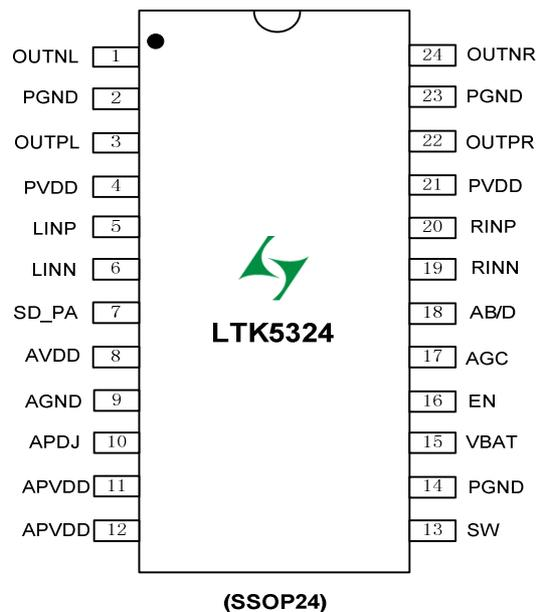 OUTNL 1 24 OUTNR
PGND 2 23 PGND
OUTPL 3 22 OUTPR
PVDD 4 21 PVDD
LINP 5 20 RINP
LINN 6 19 RINN
SD_PA 7 18 AB/D
LTK5324
AVDD 8 17 AGC
AGND 9 16 EN
APDJ 10 15 VBAT
APVDD 11 14 PGND
APVDD 12 13 SW
(SSOP24)